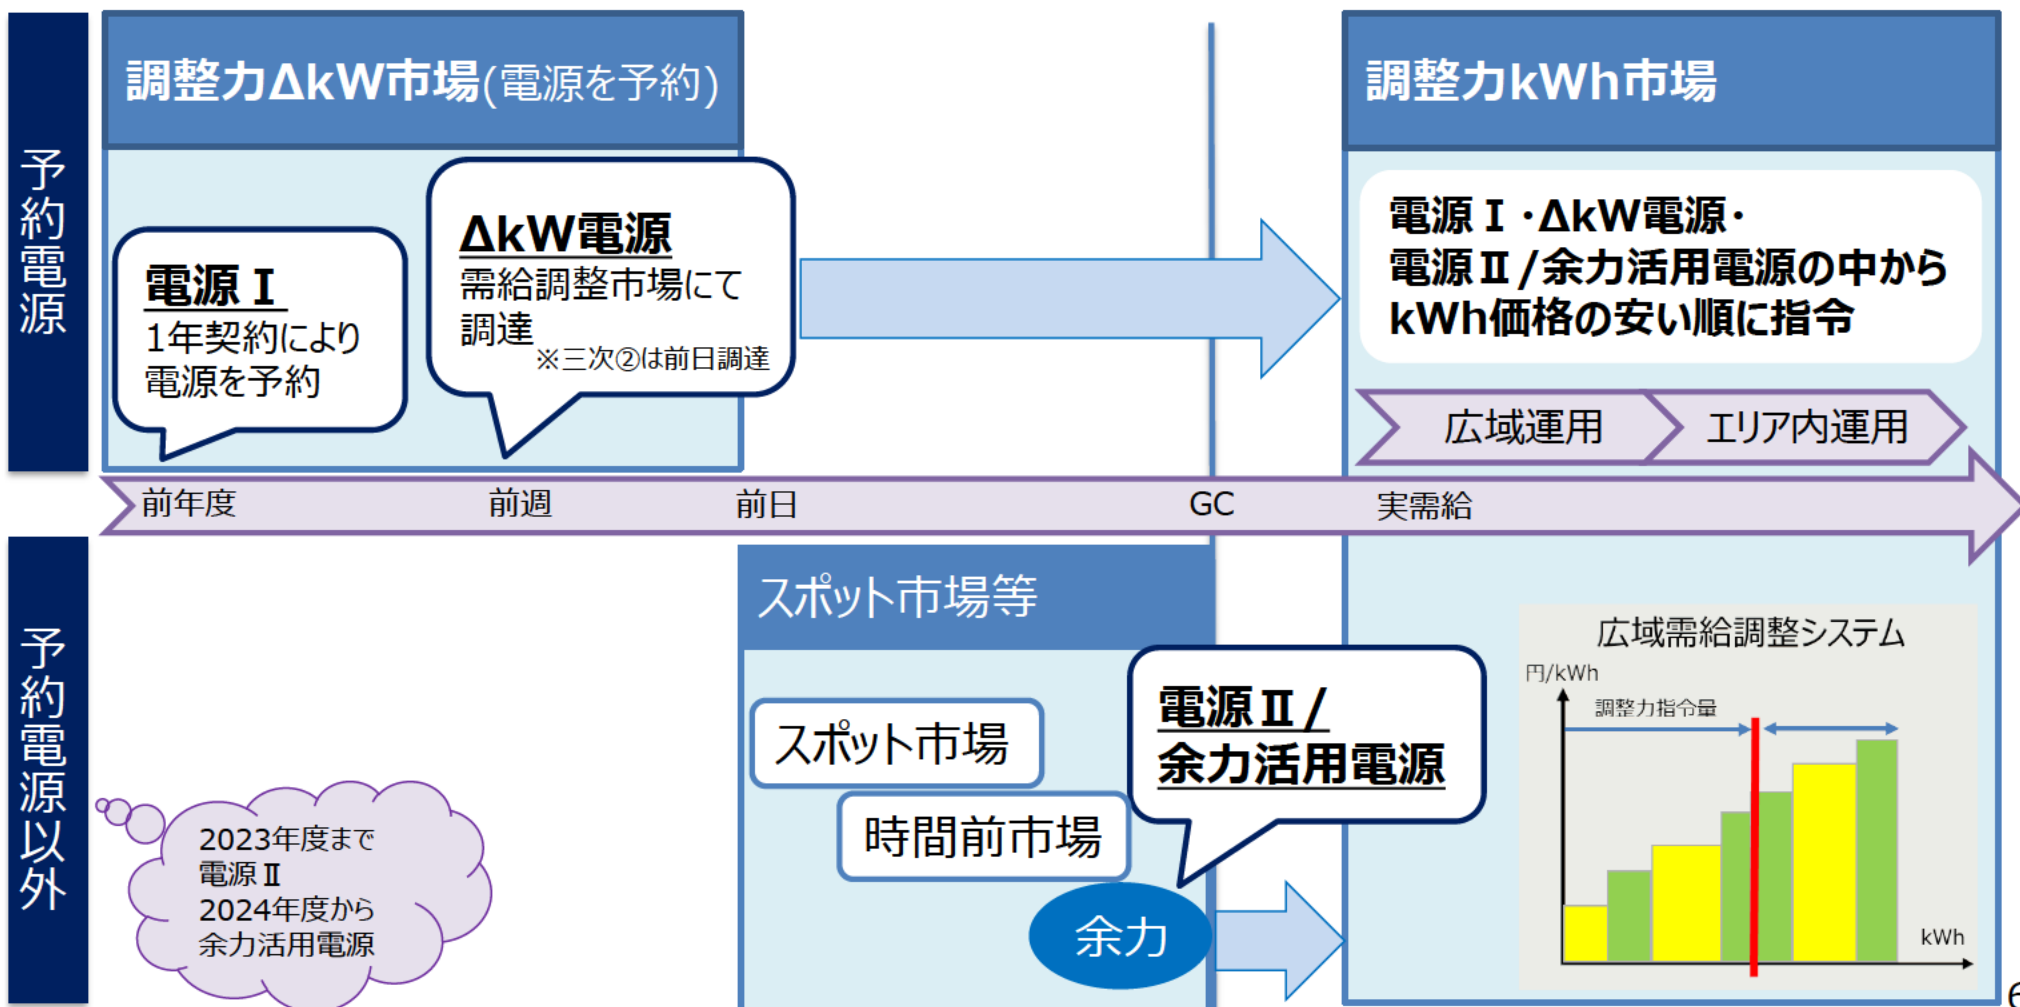 予約電源
調整力ΔkW市場(電源を予約)
調整力kWh市場
電源Ⅰ
1年契約により
電源を予約
ΔkW電源
需給調整市場にて
調達
※三次②は前日調達
電源Ⅰ・ΔkW電源・
電源Ⅱ/余力活用電源の中から
kWh価格の安い順に指令
広域運用
エリア内運用
前年度
前週
前日
GC
実需給
予約電源以外
スポット市場等
スポット市場
時間前市場
電源Ⅱ/
余力活用電源
余力
2023年度まで
電源Ⅱ
2024年度から
余力活用電源
広域需給調整システム
円/kWh
調整力指令量
kWh